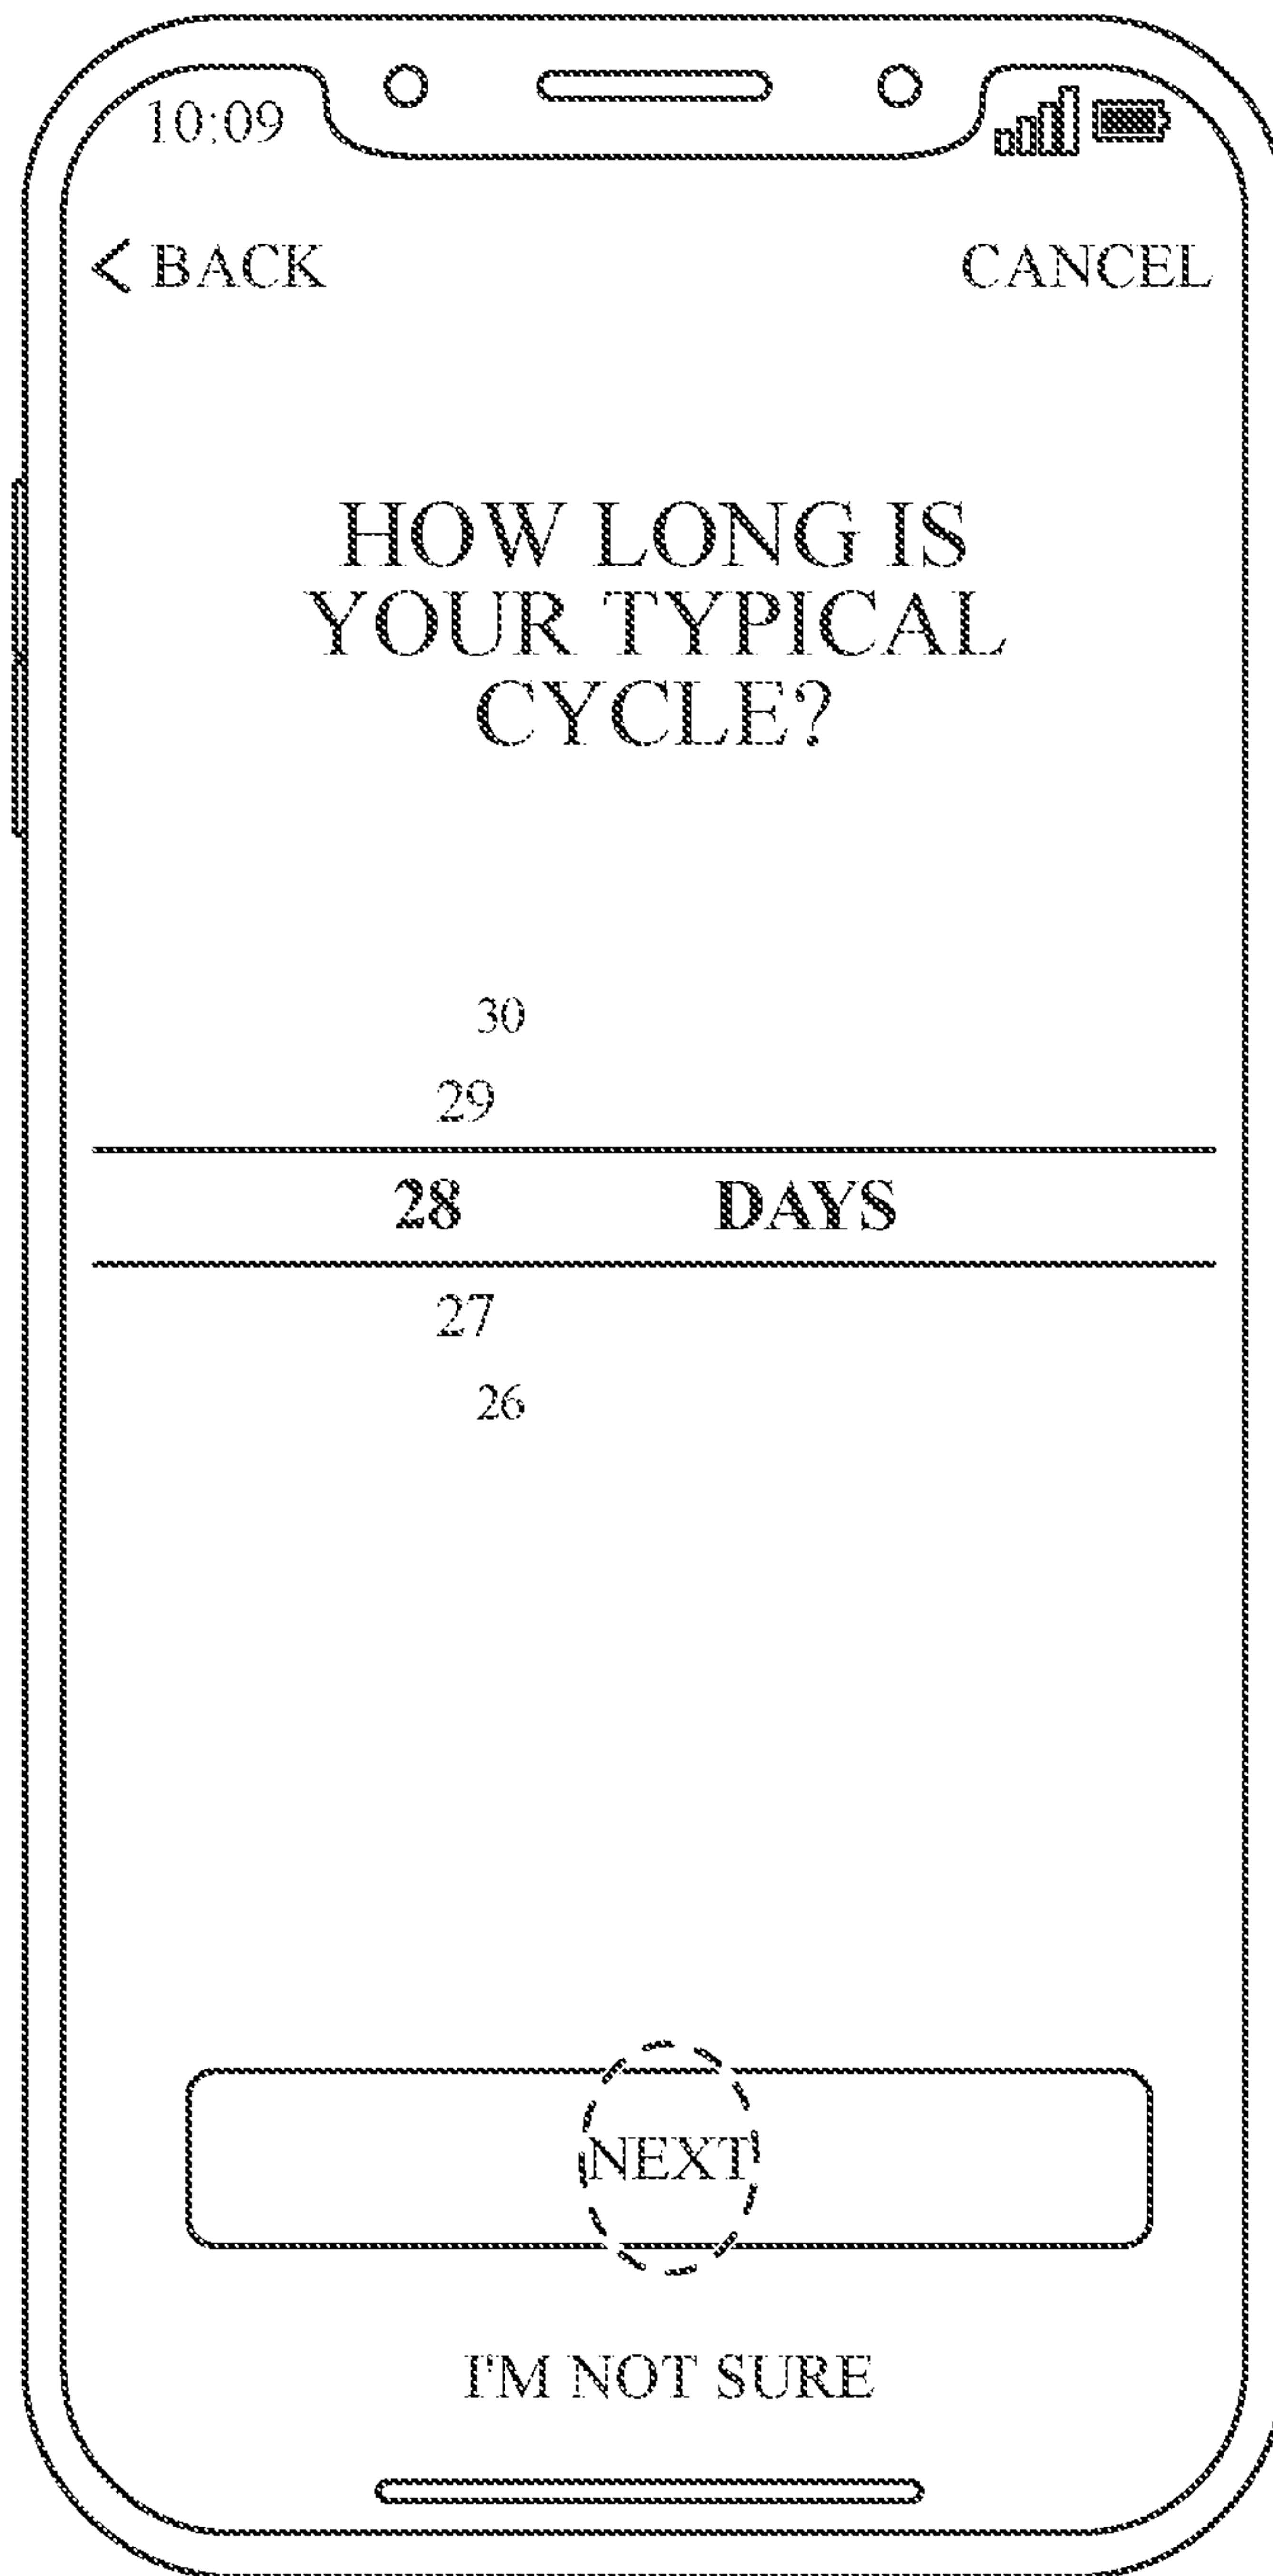 10:09
< BACK CANCEL
HOW LONG IS
YOUR TYPICAL
CYCLE?
30
29
28 DAYS
27
26
NEXT
I'M NOT SURE